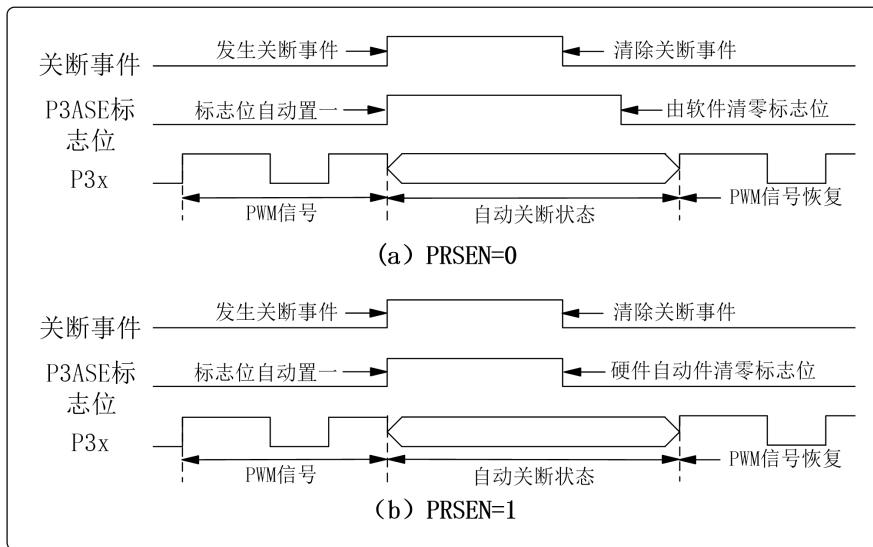 发生关断事件
清除关断事件
关断事件
P3ASE标
志位
标志位自动置一
由软件清零标志位
P3x
PWM信号
自动关断状态
PWM信号恢复
(a) PRSEN=0
发生关断事件
清除关断事件
关断事件
P3ASE标
志位
标志位自动置一
硬件自动件清零标志位
P3x
PWM信号
自动关断状态
PWM信号恢复
(b) PRSEN=1